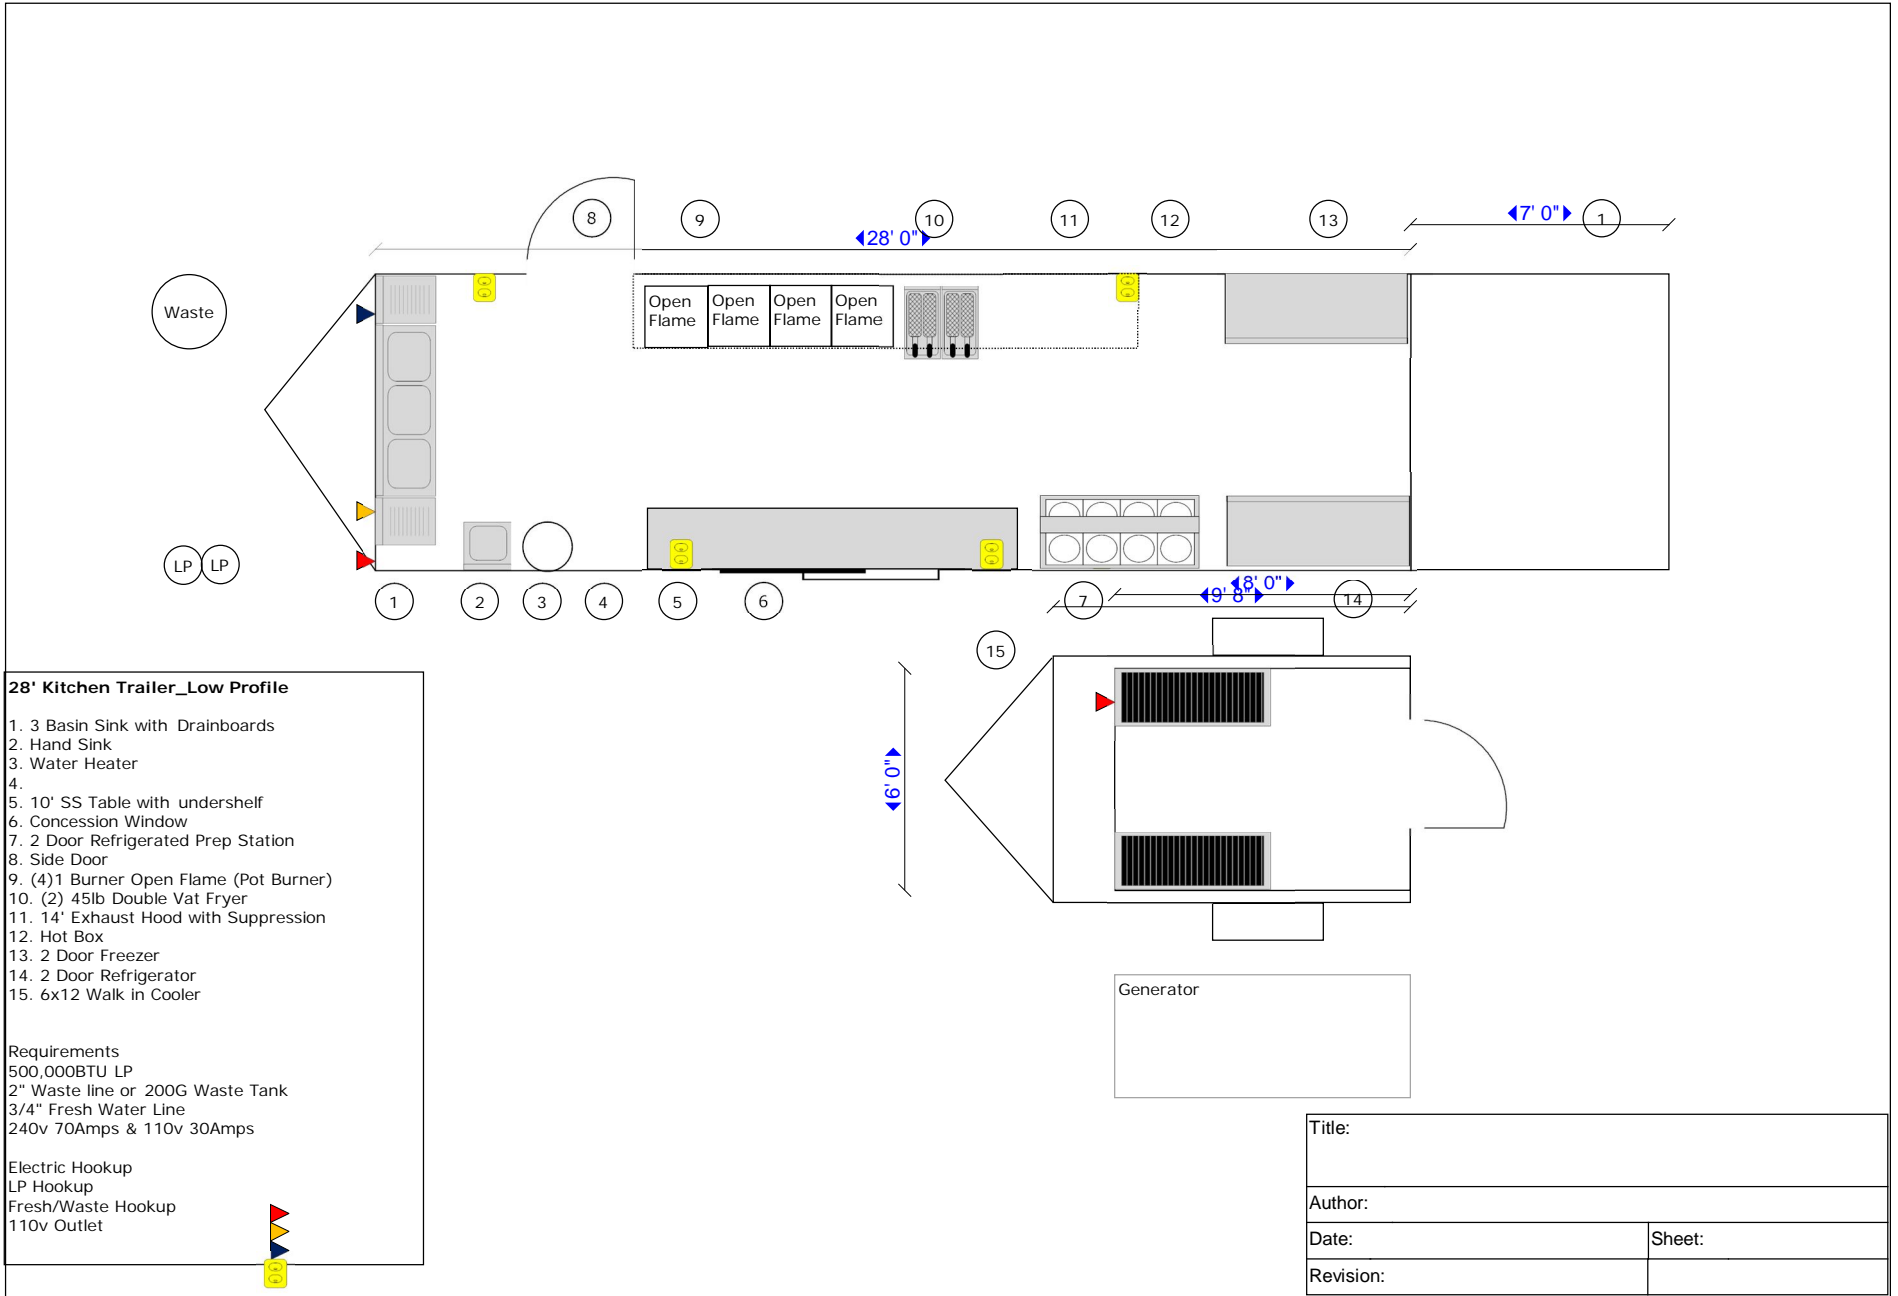 8
9
10
11
12
13
7' 0"
1
28' 0"
Waste
Open
Flame
Open
Flame
Open
Flame
Open
Flame
LP
LP
1
2
3
4
5
6
7
8' 0"
9' 8"
14
15
6' 0"
28' Kitchen Trailer_Low Profile
1. 3 Basin Sink with Drainboards
2. Hand Sink
3. Water Heater
4.
5. 10' SS Table with undershelf
6. Concession Window
7. 2 Door Refrigerated Prep Station
8. Side Door
9. (4)1 Burner Open Flame (Pot Burner)
10. (2) 45lb Double Vat Fryer
11. 14' Exhaust Hood with Suppression
12. Hot Box
13. 2 Door Freezer
14. 2 Door Refrigerator
15. 6x12 Walk in Cooler
Requirements
500,000BTU LP
2" Waste line or 200G Waste Tank
3/4" Fresh Water Line
240v 70Amps & 110v 30Amps
Electric Hookup
LP Hookup
Fresh/Waste Hookup
110v Outlet
Generator
Title:
Author:
Date:
Sheet:
Revision: